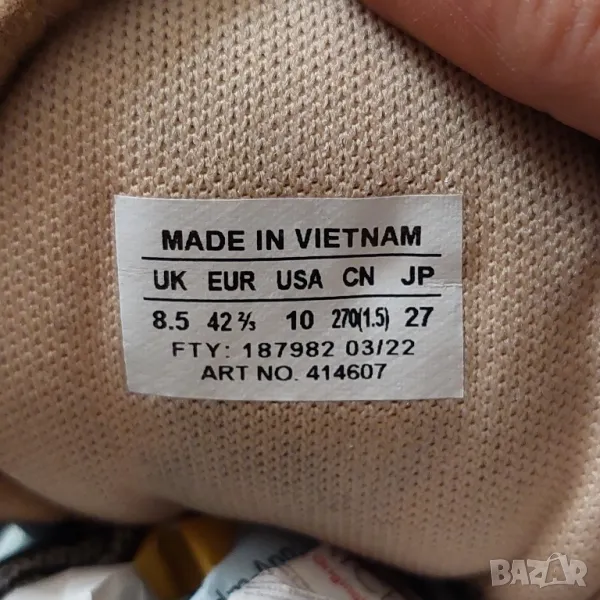 MADE IN VIETNAM
UK EUR USA CN JP
8.5 42 ⅔ 10 270(1.5) 27
FTY: 187982 03/22
ART NO. 414607
BAZAR